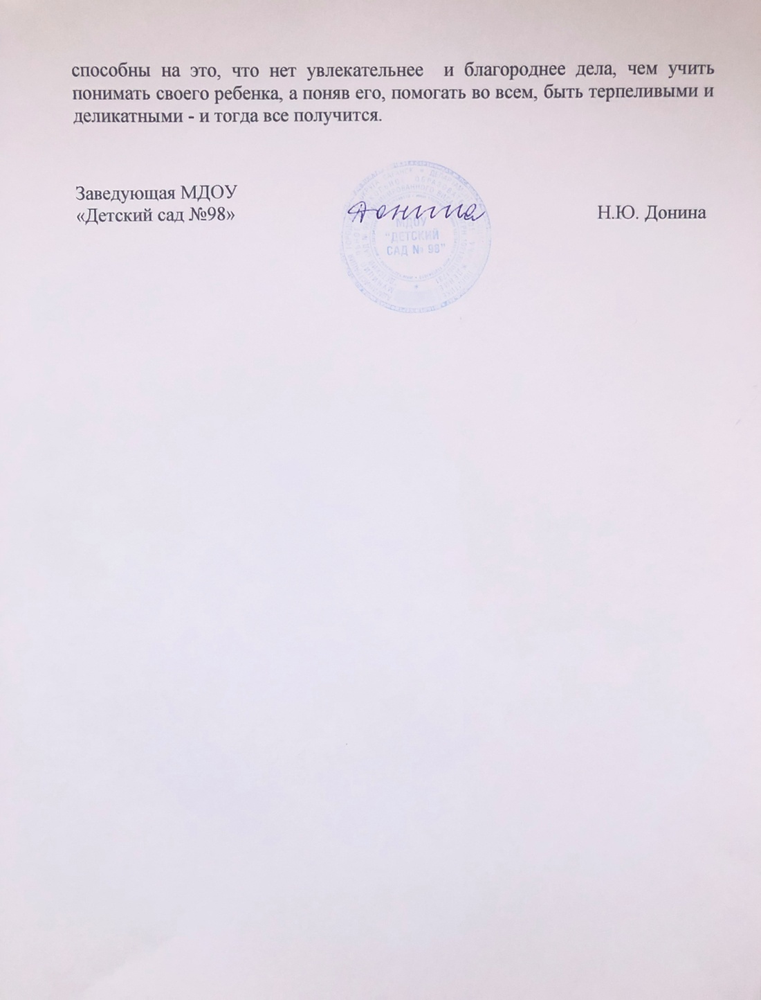 способны на это, что нет увлекательнее и благороднее дела, чем учить
понимать своего ребенка, а поняв его, помогать во всем, быть терпеливыми и
деликатными - и тогда все получится.
Заведующая МДОУ
«Детский сад №98»
Донина
Н.Ю. Донина
МДОУ
"ДЕТСКИЙ
САД № 98"